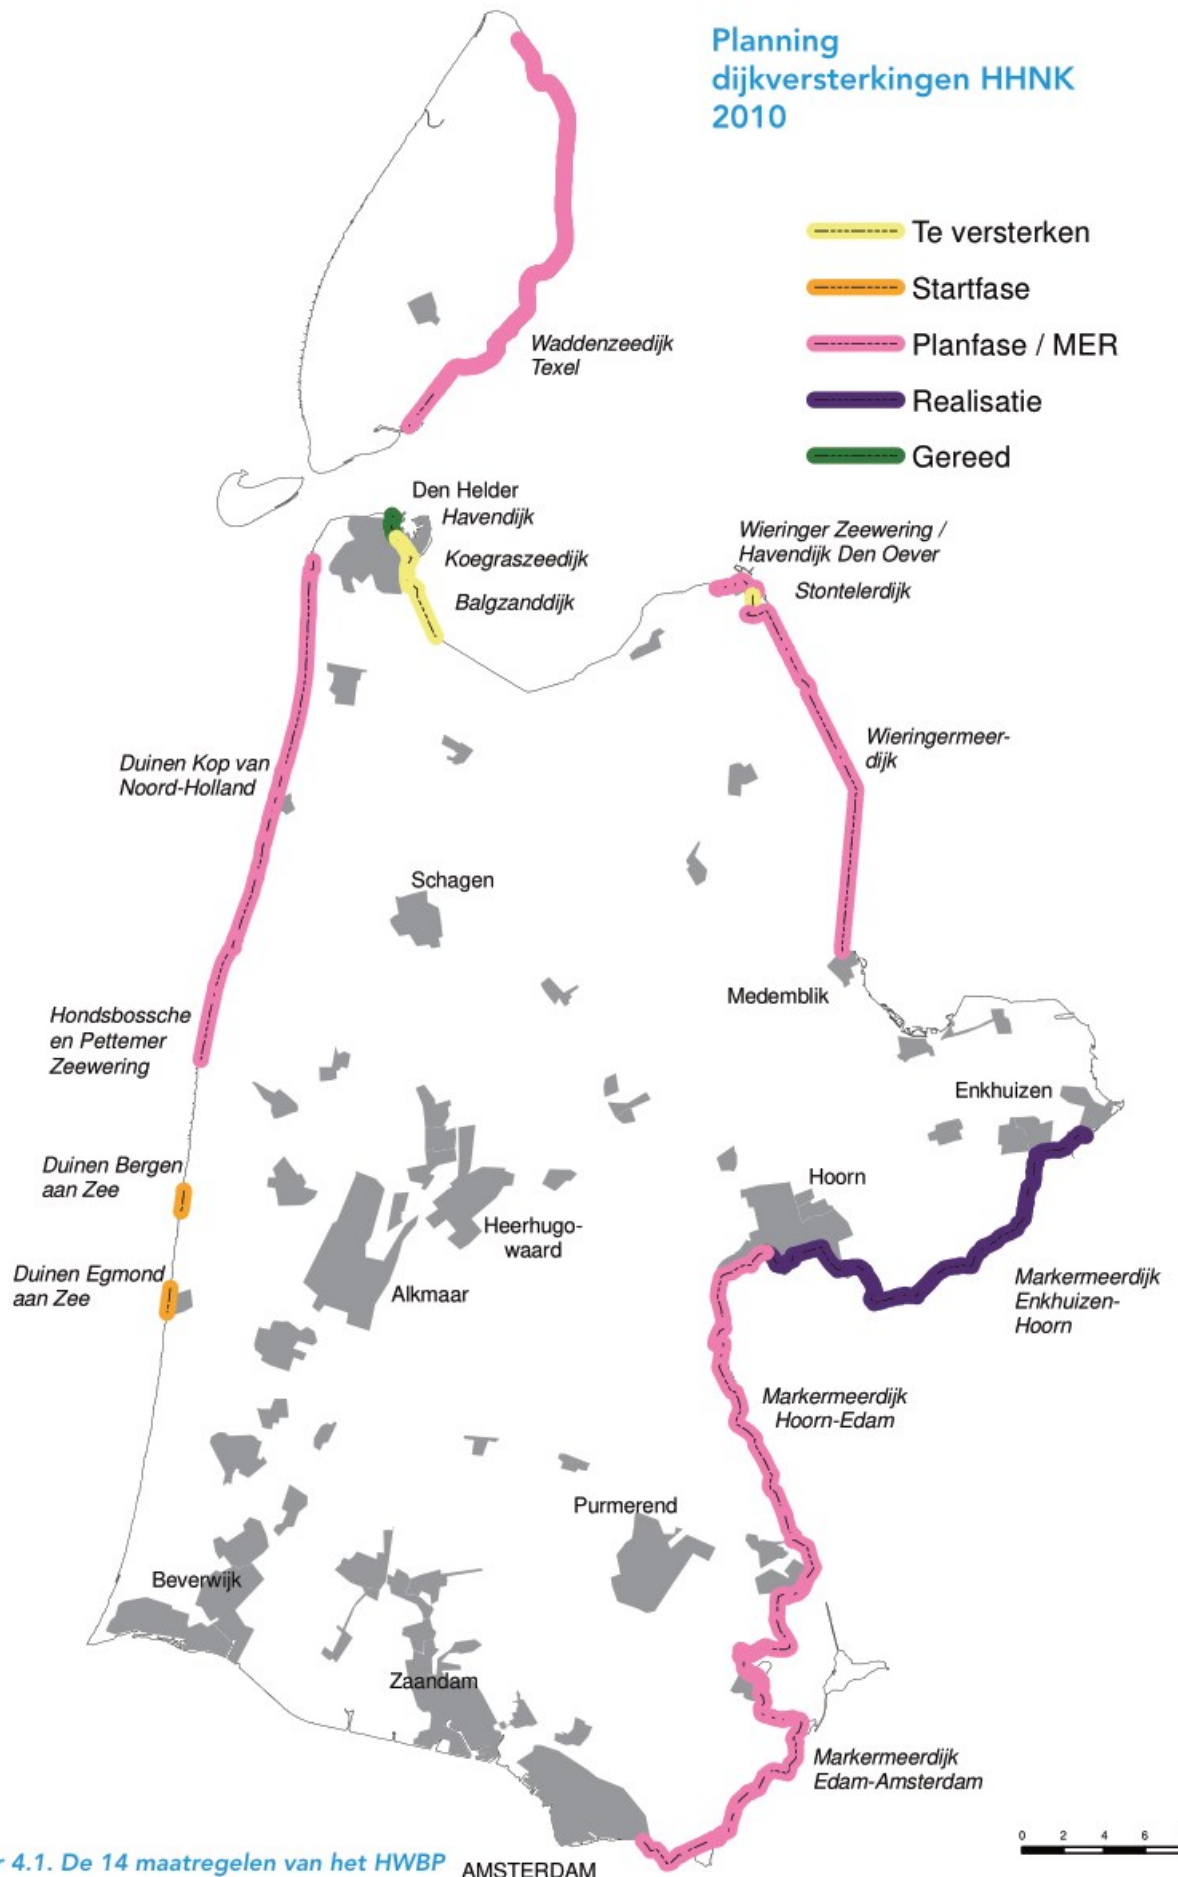 Planning
dijkversterkingen HHNK
2010
Te versterken
Startfase
Planfase / MER
Realisatie
Gereed
Waddenzeedijk
Texel
Den Helder
Havendijk
Koegraszeedijk
Balgzanddijk
Wieringer Zeewering /
Havendijk Den Oever
Stontelerdijk
Wieringermeer-
dijk
Duinen Kop van
Noord-Holland
Schagen
Medemblik
Hondsbossche
en Pettemer
Zeewering
Enkhuizen
Duinen Bergen
aan Zee
Hoorn
Heerhugo-
waard
Duinen Egmond
aan Zee
Alkmaar
Markermeerdijk
Enkhuizen-
Hoorn
Markermeerdijk
Hoorn-Edam
Purmerend
Beverwijk
Zaandam
Markermeerdijk
Edam-Amsterdam
0 2 4 6
4.1. De 14 maatregelen van het HWBP
AMSTERDAM